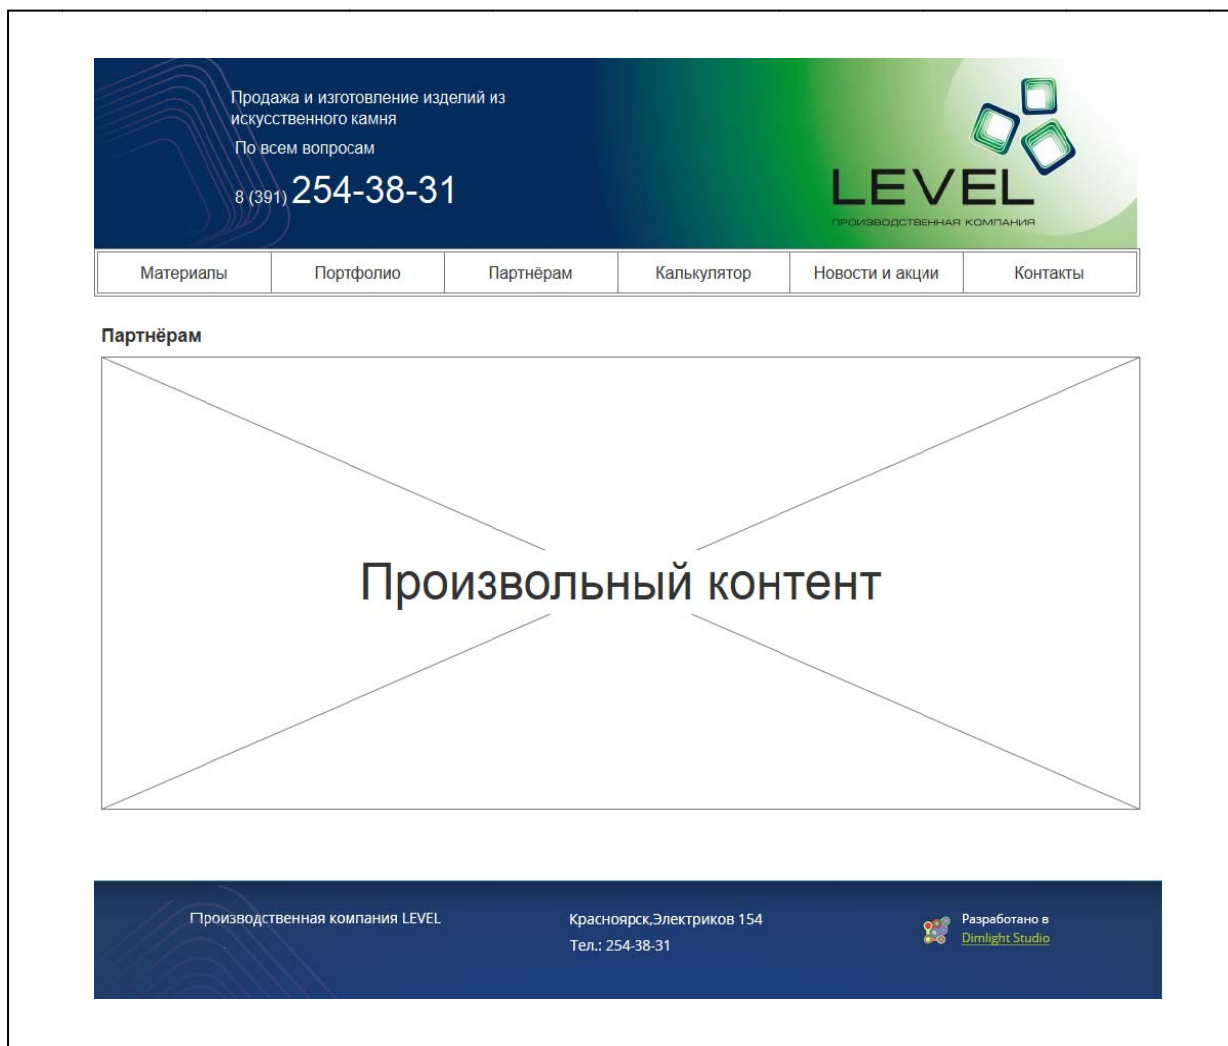 Продажа и изготовление изделий из
искусственного камня
По всем вопросам
8 (391) 254-38-31
LEVEL
ПРОИЗВОДСТВЕННАЯ КОМПАНИЯ
Материалы Портфолио Партнёрам Калькулятор Новости и акции Контакты
Партнёрам
Произвольный контент
Производственная компания LEVEL
Красноярск,Электриков 154
Тел.: 254-38-31
Разработано в
Dimlight Studio